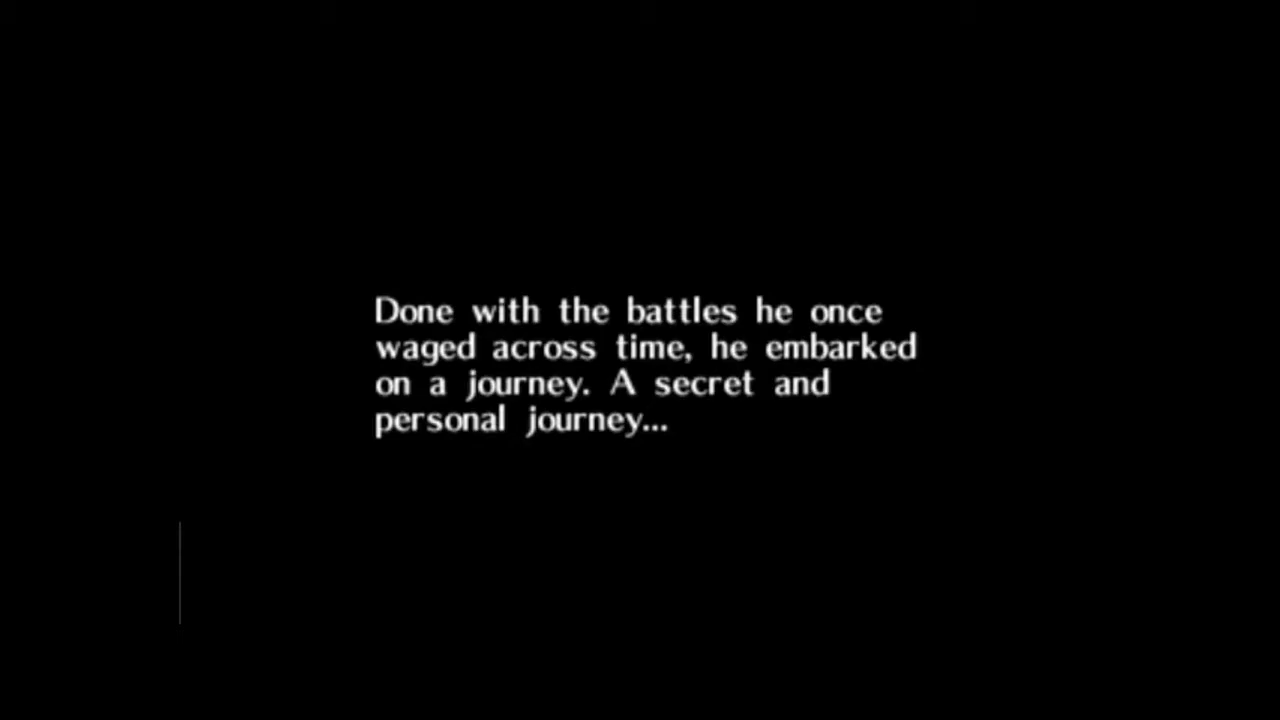 Done with the battles he once
waged across time, he embarked
on a journey. A secret and
personal journey...